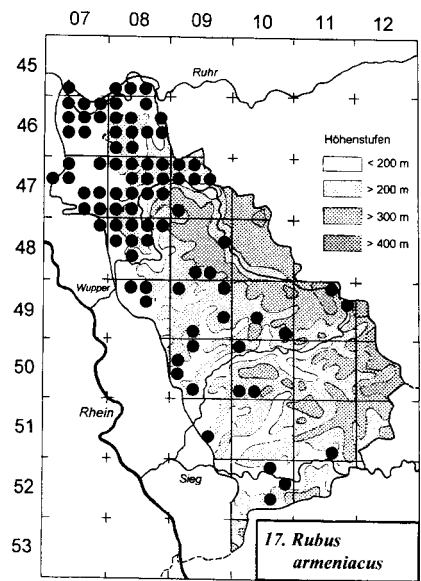 07 08 09 10 11 12
45
Ruhr
46
Höhenstufen
< 200 m
> 200 m
47
> 300 m
> 400 m
48
Wupper
49
50
Rhein
51
Sieg
52
17. Rubus
armeniacus
53